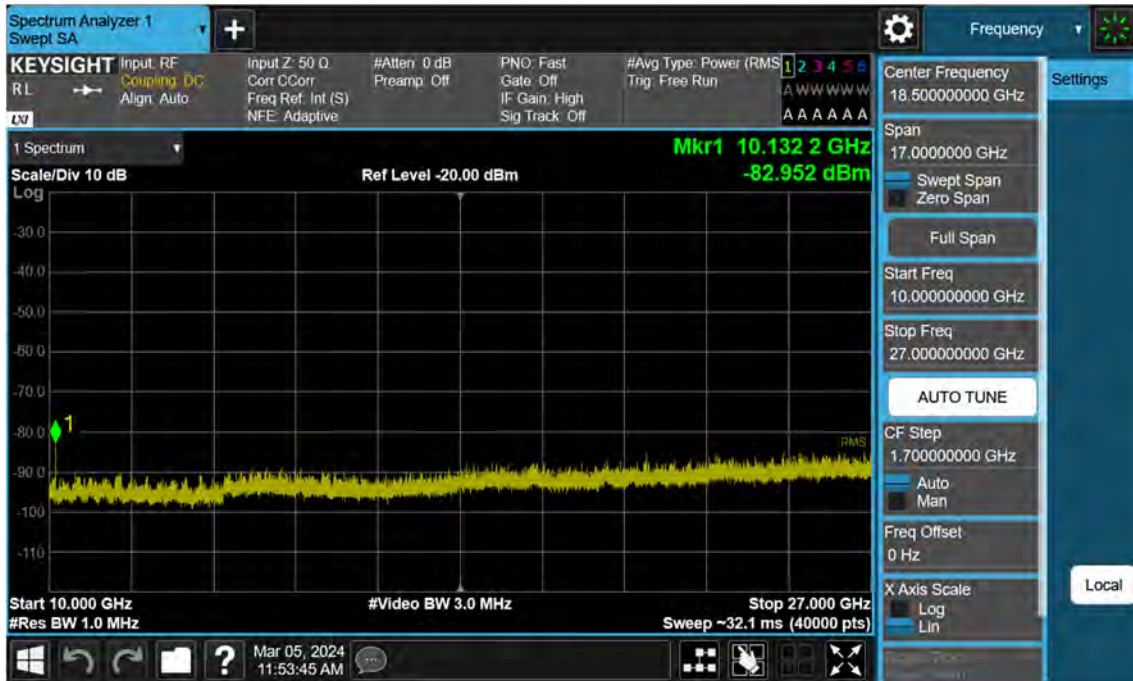 Spectrum Analyzer 1
Swept SA
Frequency
KEYSIGHT
RL
LXI
Input: RF
Coupling: DC
Align: Auto
Input Z: 50 Ω
Corr CCorr
Freq Ref: Int (S)
NFE: Adaptive
#Atten: 0 dB
Preamp: Off
PNO: Fast
Gate: Off
IF Gain: High
Sig Track: Off
#Avg Type: Power (RMS
Trig: Free Run
1 2 3 4 5 6
A W W W W W
A A A A A A
1 Spectrum
Mkr1 10.132 2 GHz
-82.952 dBm
Scale/Div 10 dB
Ref Level -20.00 dBm
Log
-30.0
-40.0
-50.0
-60.0
-70.0
-80.0
-90.0
-100
-110
1
RMS
Start 10.000 GHz
#Video BW 3.0 MHz
Stop 27.000 GHz
#Res BW 1.0 MHz
Sweep ~32.1 ms (40000 pts)
Center Frequency
18.500000000 GHz
Span
17.0000000 GHz
Swept Span
Zero Span
Full Span
Start Freq
10.000000000 GHz
Stop Freq
27.000000000 GHz
AUTO TUNE
CF Step
1.700000000 GHz
Auto
Man
Freq Offset
0 Hz
X Axis Scale
Log
Lin
Settings
Local
?
Mar 05, 2024
11:53:45 AM